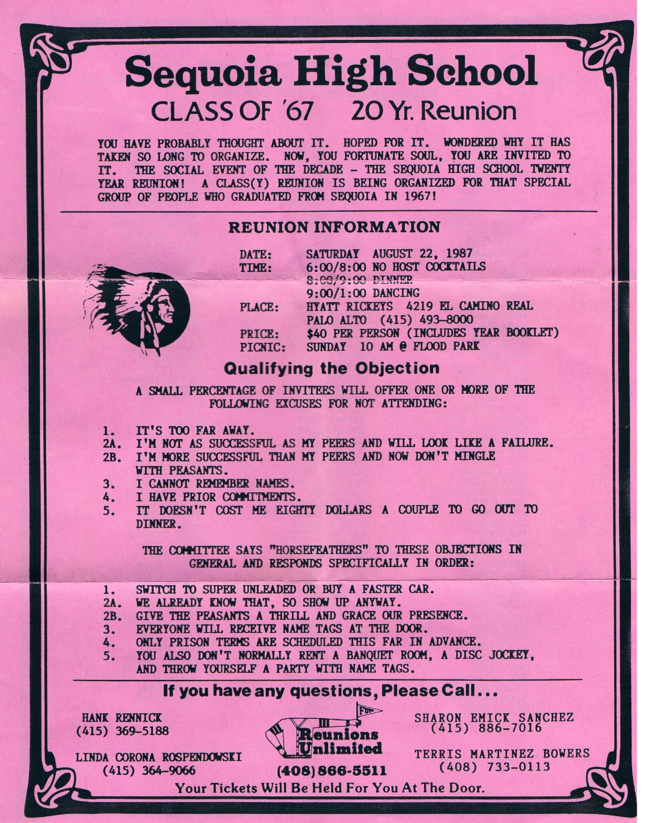 Sequoia High School
CLASS OF '67 20 Yr. Reunion
YOU HAVE PROBABLY THOUGHT ABOUT IT. HOPED FOR IT. WONDERED WHY IT HAS
TAKEN SO LONG TO ORGANIZE. NOW, YOU FORTUNATE SOUL, YOU ARE INVITED TO
IT. THE SOCIAL EVENT OF THE DECADE - THE SEQUOIA HIGH SCHOOL TWENTY
YEAR REUNION! A CLASS(Y) REUNION IS BEING ORGANIZED FOR THAT SPECIAL
GROUP OF PEOPLE WHO GRADUATED FROM SEQUOIA IN 1967!
REUNION INFORMATION
DATE: SATURDAY AUGUST 22, 1987
TIME: 6:00/8:00 NO HOST COCKTAILS
8:00/9:00 DINNER
9:00/1:00 DANCING
PLACE: HYATT RICKEYS 4219 EL CAMINO REAL
PALO ALTO (415) 493-8000
PRICE: $40 PER PERSON (INCLUDES YEAR BOOKLET)
PICNIC: SUNDAY 10 AM @ FLOOD PARK
Qualifying the Objection
A SMALL PERCENTAGE OF INVITEES WILL OFFER ONE OR MORE OF THE
FOLLOWING EXCUSES FOR NOT ATTENDING:
1. IT'S TOO FAR AWAY.
2A. I'M NOT AS SUCCESSFUL AS MY PEERS AND WILL LOOK LIKE A FAILURE.
2B. I'M MORE SUCCESSFUL THAN MY PEERS AND NOW DON'T MINGLE
WITH PEASANTS.
3. I CANNOT REMEMBER NAMES.
4. I HAVE PRIOR COMMITMENTS.
5. IT DOESN'T COST ME EIGHTY DOLLARS A COUPLE TO GO OUT TO
DINNER.
THE COMMITTEE SAYS "HORSEFEATHERS" TO THESE OBJECTIONS IN
GENERAL AND RESPONDS SPECIFICALLY IN ORDER:
1. SWITCH TO SUPER UNLEADED OR BUY A FASTER CAR.
2A. WE ALREADY KNOW THAT, SO SHOW UP ANYWAY.
2B. GIVE THE PEASANTS A THRILL AND GRACE OUR PRESENCE.
3. EVERYONE WILL RECEIVE NAME TAGS AT THE DOOR.
4. ONLY PRISON TERMS ARE SCHEDULED THIS FAR IN ADVANCE.
5. YOU ALSO DON'T NORMALLY RENT A BANQUET ROOM, A DISC JOCKEY,
AND THROW YOURSELF A PARTY WITH NAME TAGS.
If you have any questions, Please Call...
HANK RENNICK
(415) 369-5188
LINDA CORONA ROSPENDOWSKI
(415) 364-9066
FUN!
Reunions
Unlimited
(408) 866-5511
SHARON EMICK SANCHEZ
(415) 886-7016
TERRIS MARTINEZ BOWERS
(408) 733-0113
Your Tickets Will Be Held For You At The Door.